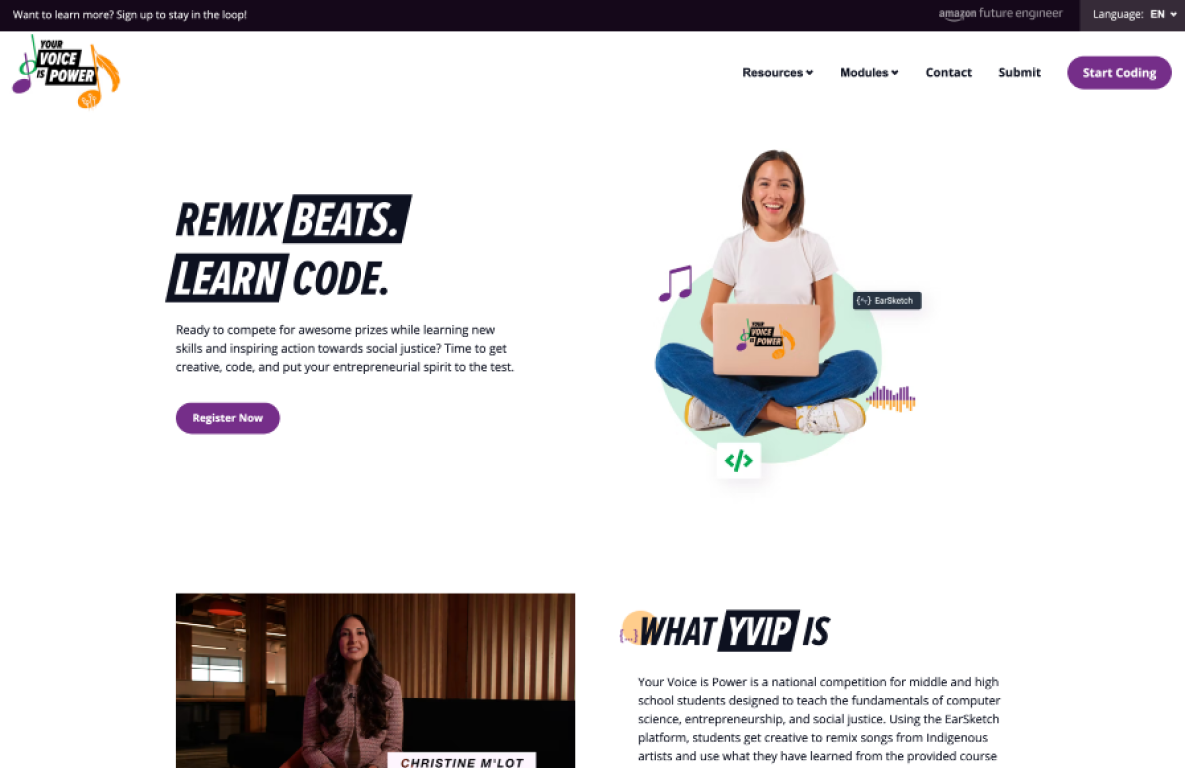 Want to learn more? Sign up to stay in the loop!
amazon future engineer
Language: EN
YOUR
VOICE
IS POWER
Resources
Modules
Contact
Submit
Start Coding
REMIX BEATS.
LEARN CODE.
Ready to compete for awesome prizes while learning new
skills and inspiring action towards social justice? Time to get
creative, code, and put your entrepreneurial spirit to the test.
Register Now
EarSketch
YOUR
VOICE
IS POWER
</>
CHRISTINE M'LOT
{...}
WHAT YVIP IS
Your Voice is Power is a national competition for middle and high
school students designed to teach the fundamentals of computer
science, entrepreneurship, and social justice. Using the EarSketch
platform, students get creative to remix songs from Indigenous
artists and use what they have learned from the provided course